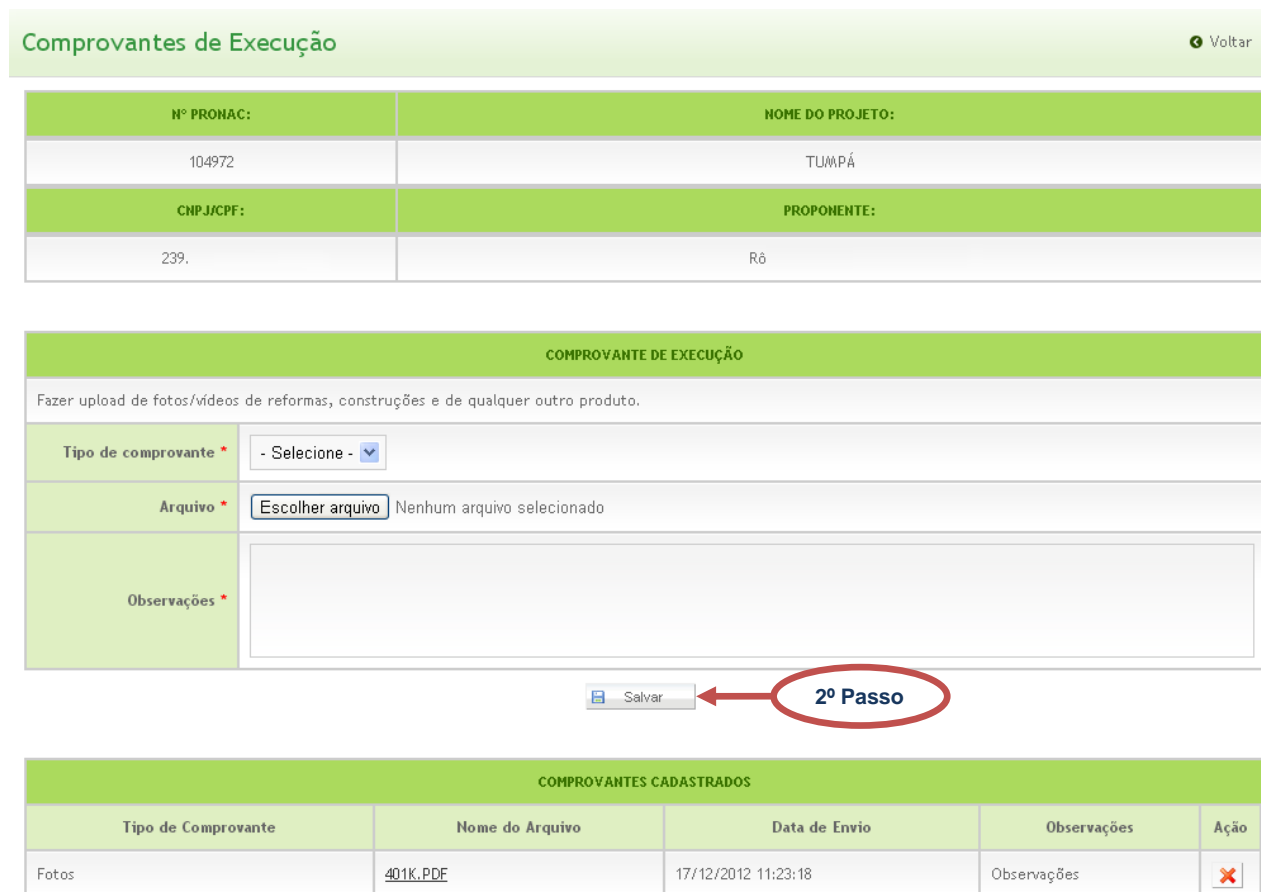 Comprovantes de Execução
Voltar
Nº PRONAC: NOME DO PROJETO:
104972 TUMPÁ
CNPJ/CPF: PROPONENTE:
239. Rô
COMPROVANTE DE EXECUÇÃO
Fazer upload de fotos/vídeos de reformas, construções e de qualquer outro produto.
Tipo de comprovante * - Selecione -
Arquivo * Escolher arquivo Nenhum arquivo selecionado
Observações *
Salvar 2º Passo
COMPROVANTES CADASTRADOS
Tipo de Comprovante Nome do Arquivo Data de Envio Observações Ação
Fotos 401K.PDF 17/12/2012 11:23:18 Observações